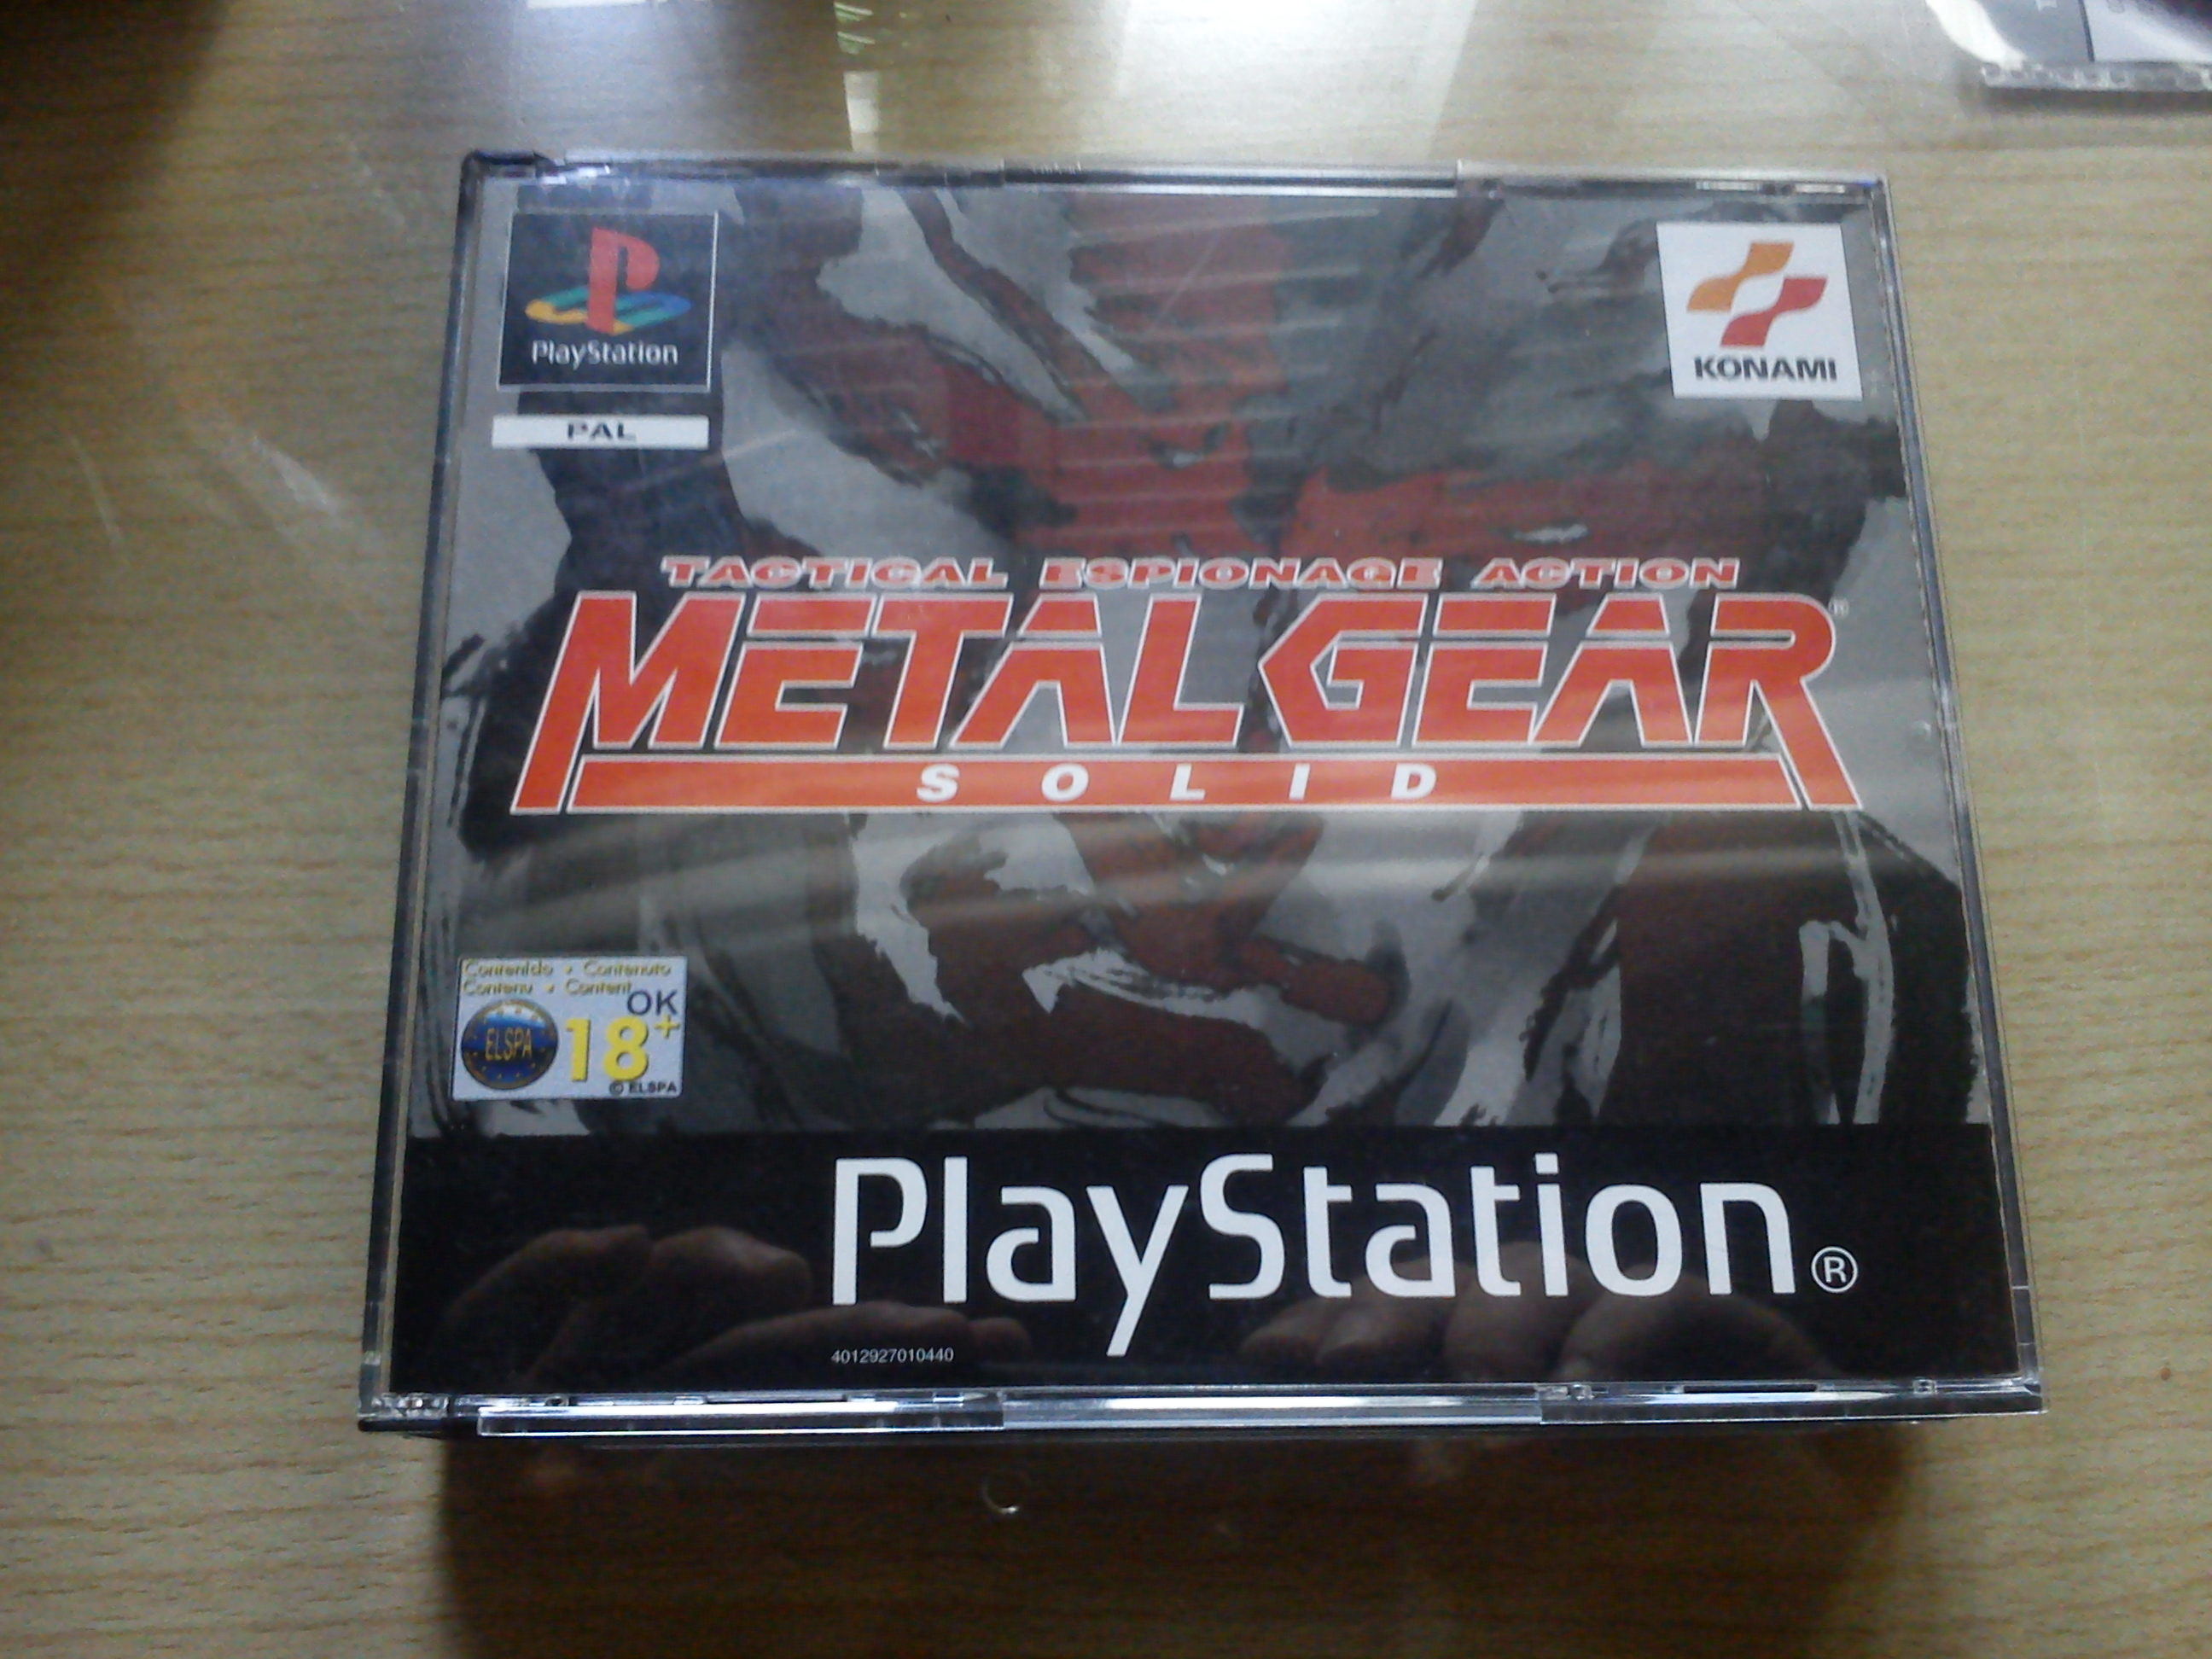 PlayStation
PAL
KONAMI
TACTICAL ESPIONAGE ACTION
METAL GEAR®
SOLID
Contenido • Contenuto
Contenu • Content
OK
ELSPA
18+
© ELSPA
PlayStation®
4012927010440